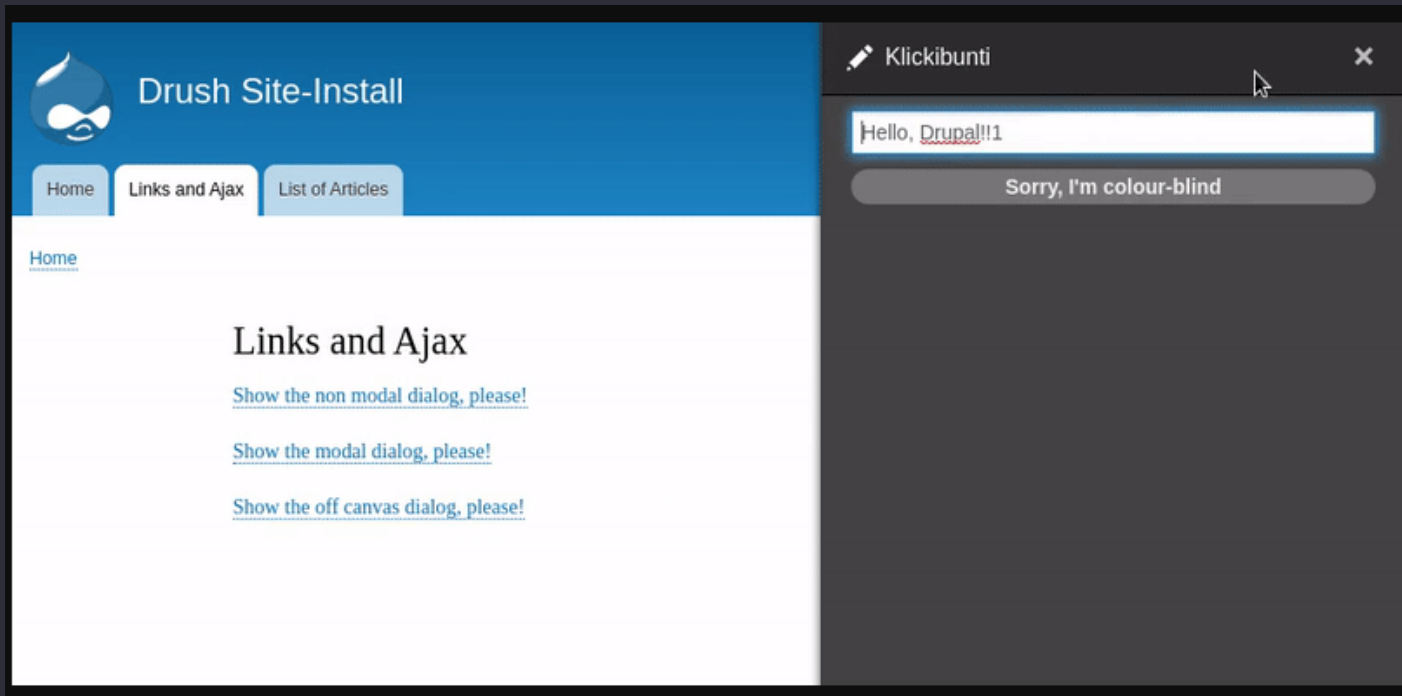 Drush Site-Install
Home
Links and Ajax
List of Articles
Home
Links and Ajax
Show the non modal dialog, please!
Show the modal dialog, please!
Show the off canvas dialog, please!
Klickibunti
Hello, Drupal!!1
Sorry, I'm colour-blind